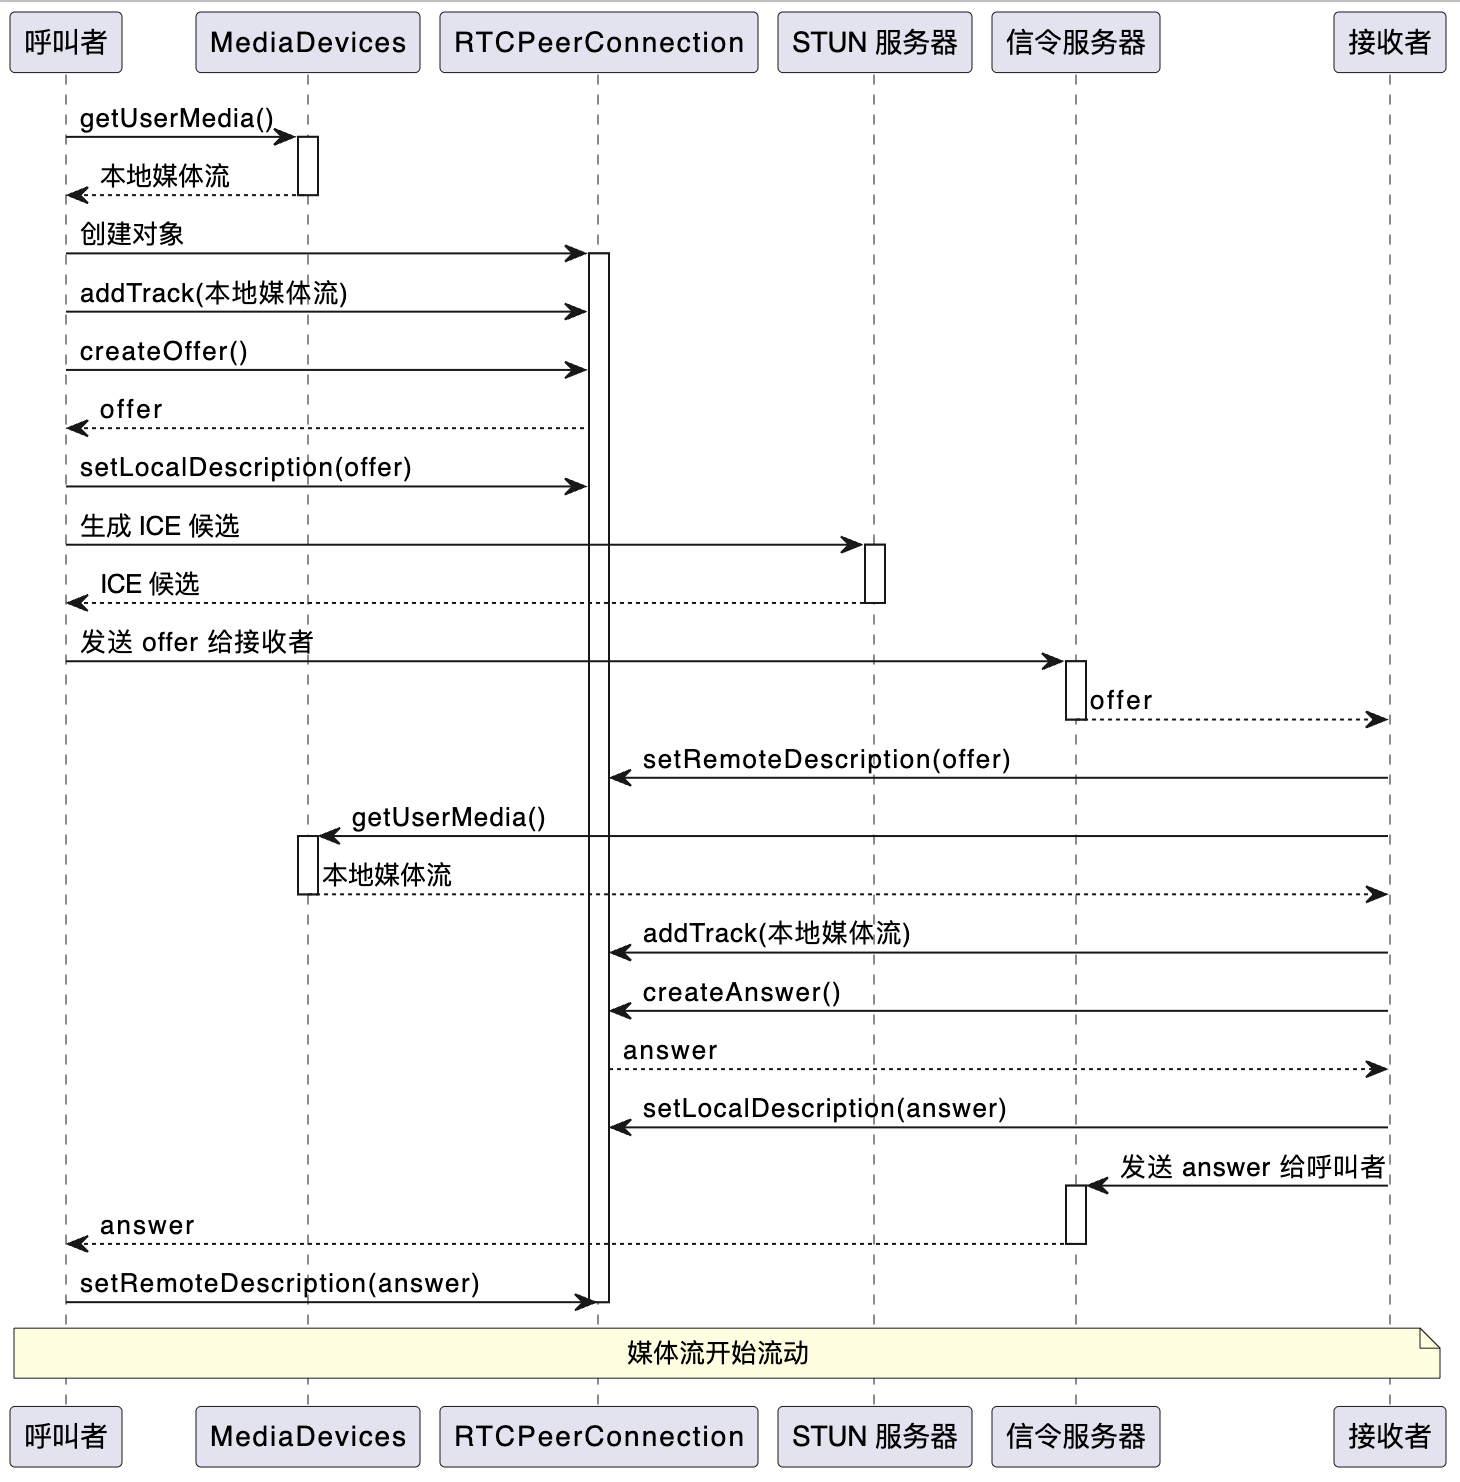 呼叫者
MediaDevices
RTCPeerConnection
STUN 服务器
信令服务器
接收者
getUserMedia()
本地媒体流
创建对象
addTrack(本地媒体流)
createOffer()
offer
setLocalDescription(offer)
生成 ICE 候选
ICE 候选
发送 offer 给接收者
offer
setRemoteDescription(offer)
getUserMedia()
本地媒体流
addTrack(本地媒体流)
createAnswer()
answer
setLocalDescription(answer)
发送 answer 给呼叫者
answer
setRemoteDescription(answer)
媒体流开始流动
呼叫者
MediaDevices
RTCPeerConnection
STUN 服务器
信令服务器
接收者